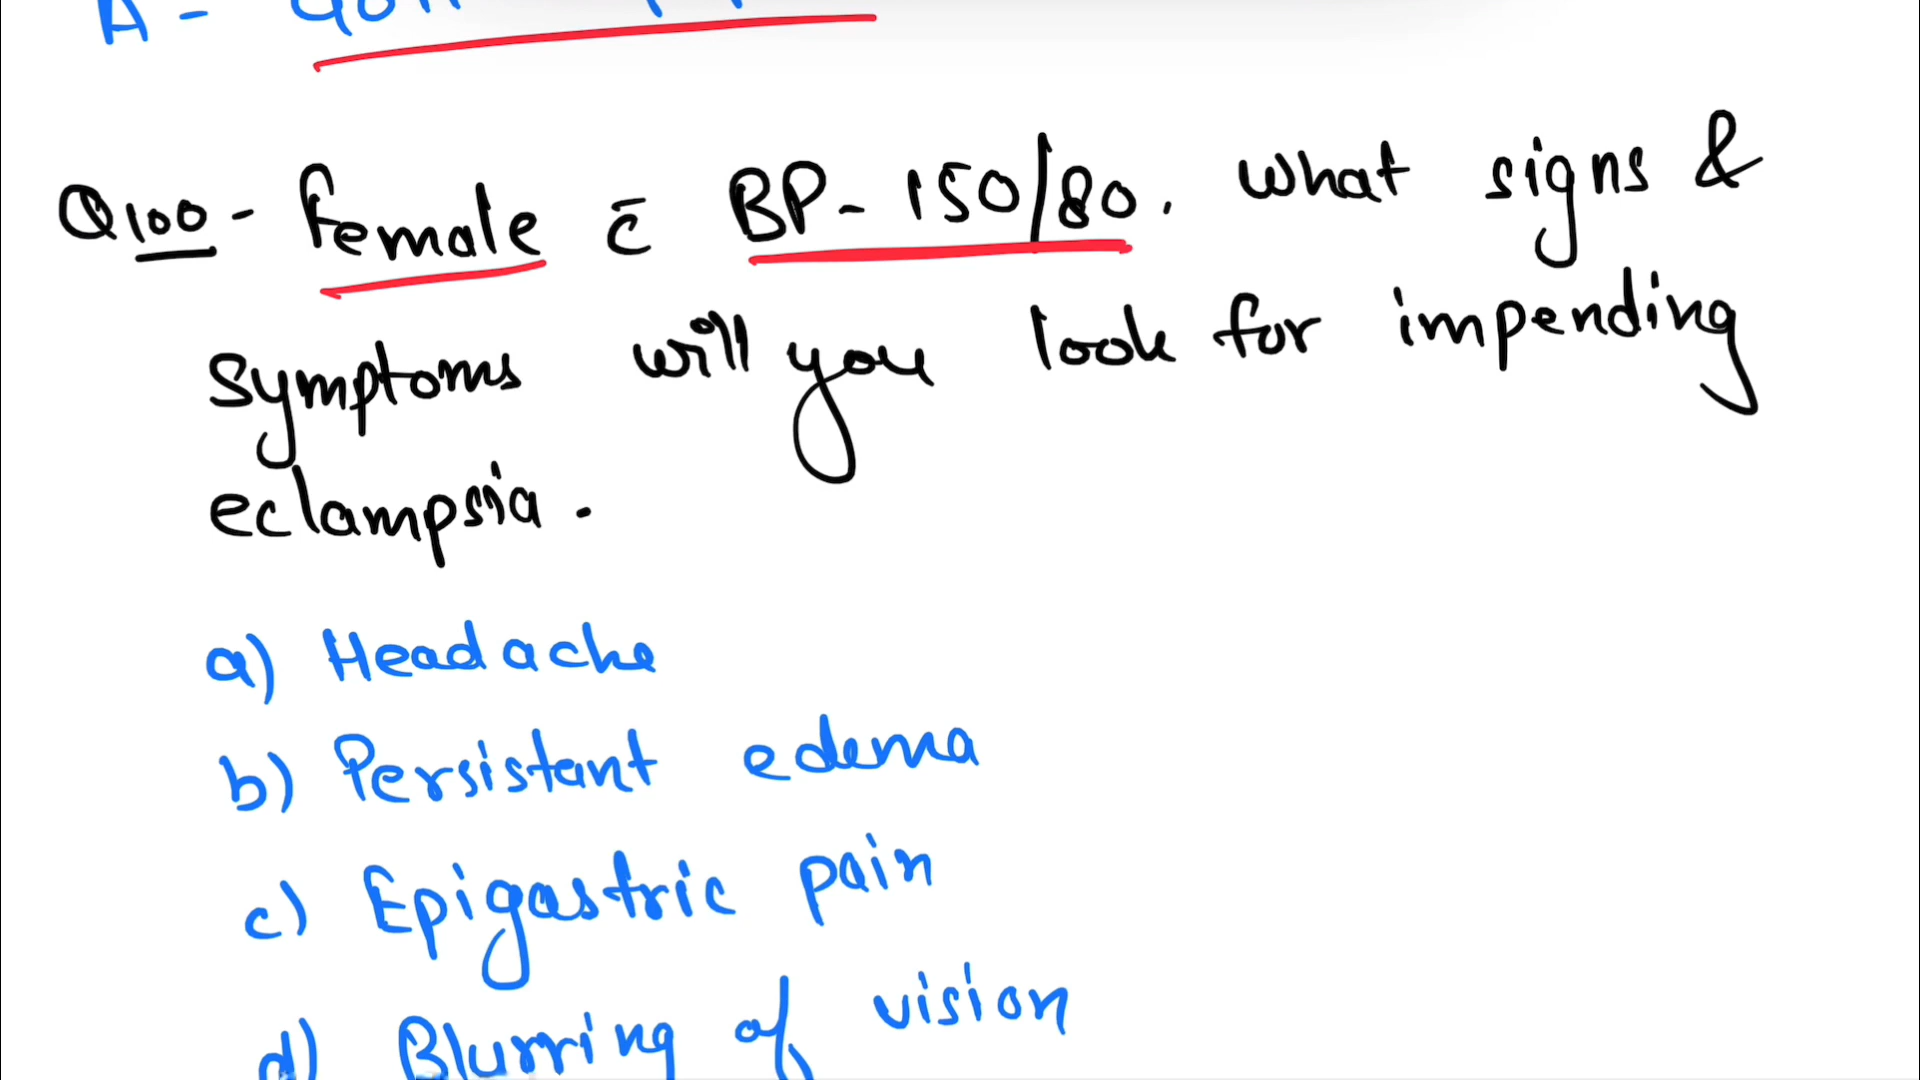 A -
Q100 - Female c̄ BP - 150/80. What signs &
symptoms will you look for impending
eclampsia.
a) Headache
b) Persistant edema
c) Epigastric pain
d) Blurring of vision